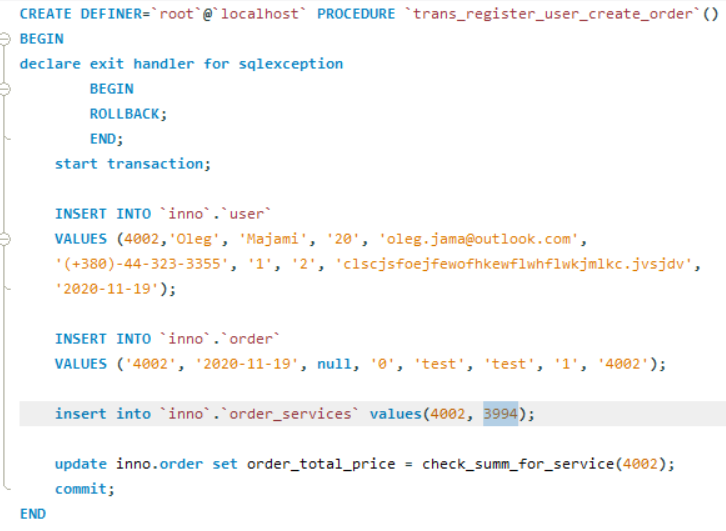 CREATE DEFINER=`root`@`localhost` PROCEDURE `trans_register_user_create_order`()
BEGIN
declare exit handler for sqlexception
BEGIN
ROLLBACK;
END;
start transaction;
INSERT INTO `inno`.`user`
VALUES (4002,'Oleg', 'Majami', '20', 'oleg.jama@outlook.com',
'(+380)-44-323-3355', '1', '2', 'clscjsfoejfewofhkewflwhflwkjmlkc.jvsjdv',
'2020-11-19');
INSERT INTO `inno`.`order`
VALUES ('4002', '2020-11-19', null, '0', 'test', 'test', '1', '4002');
insert into `inno`.`order_services` values(4002, 3994);
update inno.order set order_total_price = check_summ_for_service(4002);
commit;
END